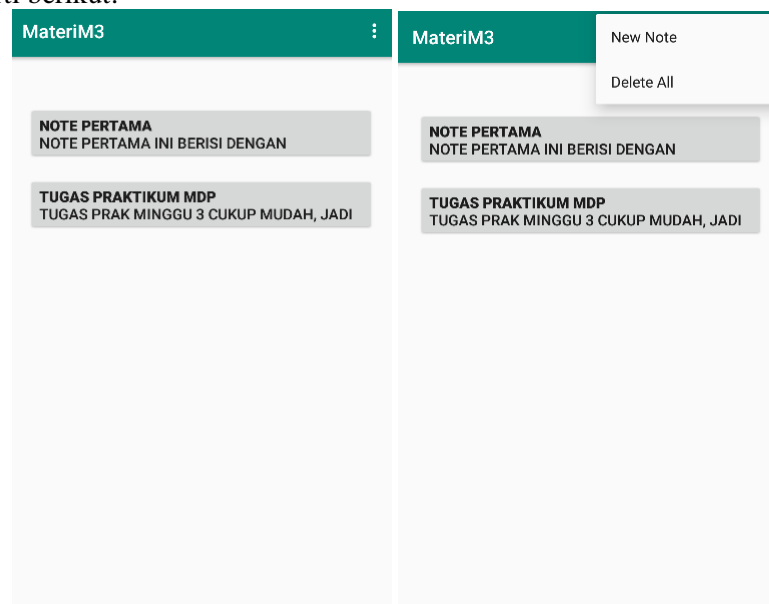 berikut:
MateriM3
NOTE PERTAMA
NOTE PERTAMA INI BERISI DENGAN
TUGAS PRAKTIKUM MDP
TUGAS PRAK MINGGU 3 CUKUP MUDAH, JADI
MateriM3
New Note
Delete All
NOTE PERTAMA
NOTE PERTAMA INI BERISI DENGAN
TUGAS PRAKTIKUM MDP
TUGAS PRAK MINGGU 3 CUKUP MUDAH, JADI